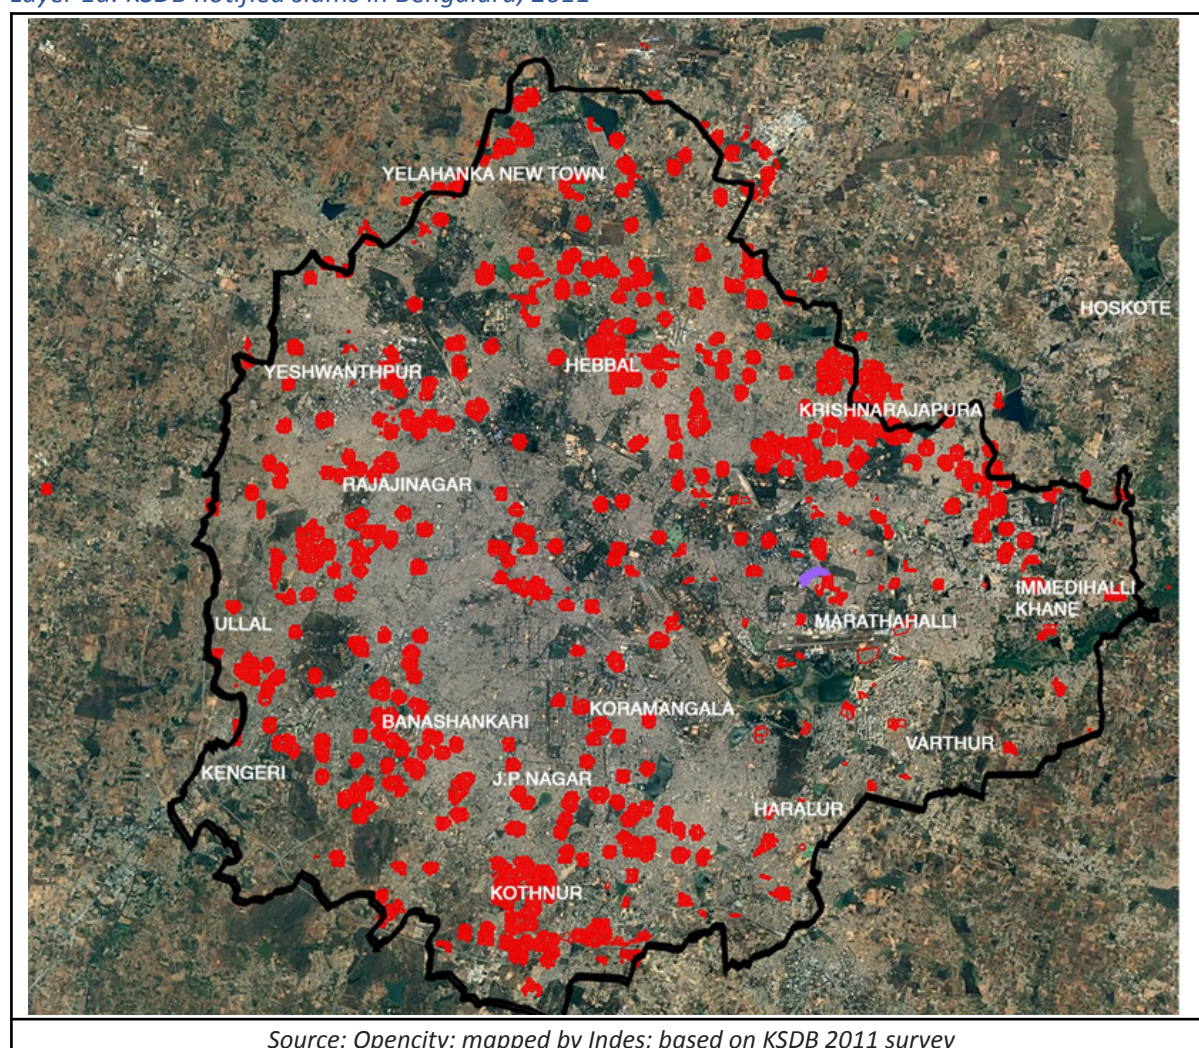 Layer 1a: KSDB notified slums in Bengaluru, 2011
YELAHANKA NEW TOWN
HOSKOTE
YESHWANTHPUR
HEBBAL
KRISHNARAJAPURA
RAJAJINAGAR
IMMEDIHALLI
KHANE
ULLAL
MARATHAHALLI
BANASHANKARI
KORAMANGALA
VARTHUR
KENGERI
J.P.NAGAR
HARALUR
KOTHNUR
Source: Opencity; mapped by Indes; based on KSDB 2011 survey